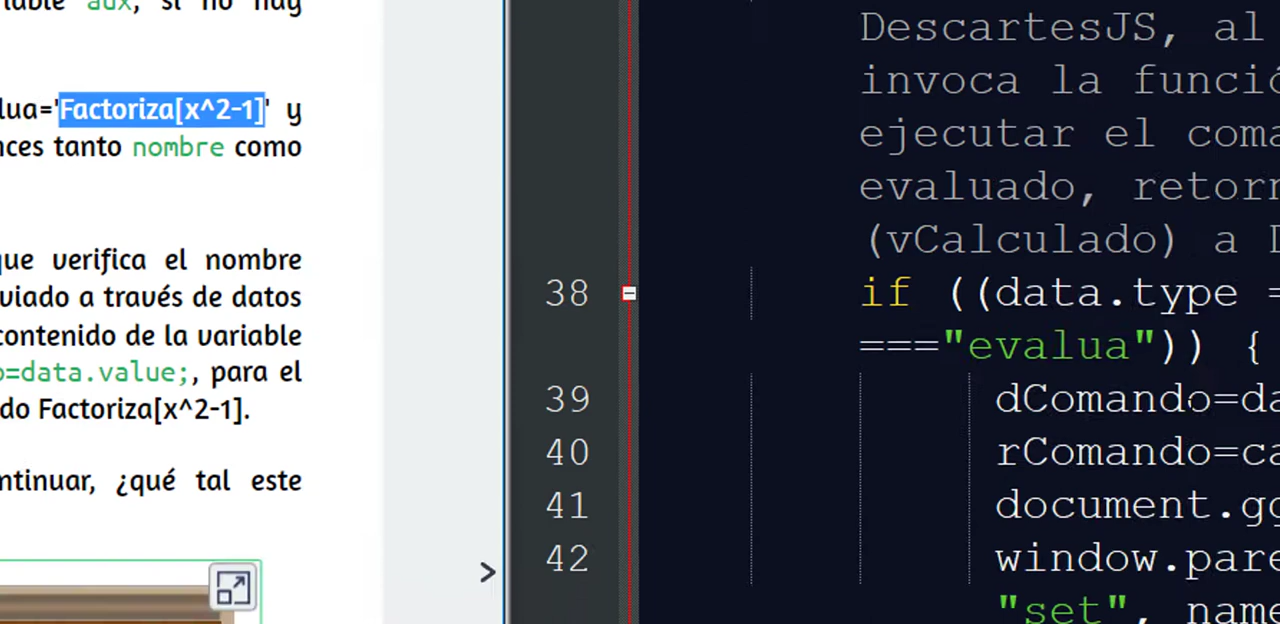 aux, si no hay
lua='Factoriza[x^2-1]' y
nces tanto nombre como
que verifica el nombre
viado a través de datos
contenido de la variable
o=data.value;, para el
do Factoriza[x^2-1].
ntinuar, ¿qué tal este
DescartesJS, al
invoca la funció
ejecutar el coma
evaluado, retorn
(vCalculado) a D
38 if ((data.type =
==="evalua")) {
39 dComando=da
40 rComando=ca
41 document.gg
42 window.pare
"set", name